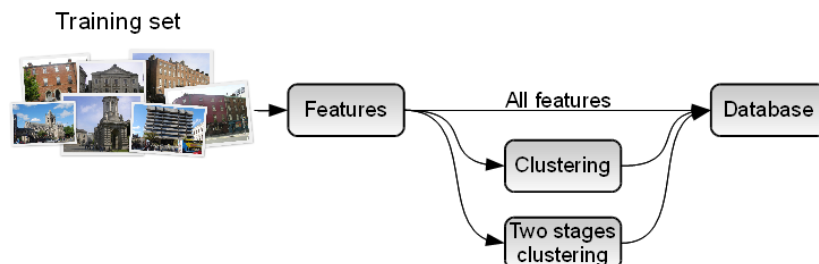 Training set
Features
All features
Database
Clustering
Two stages
clustering